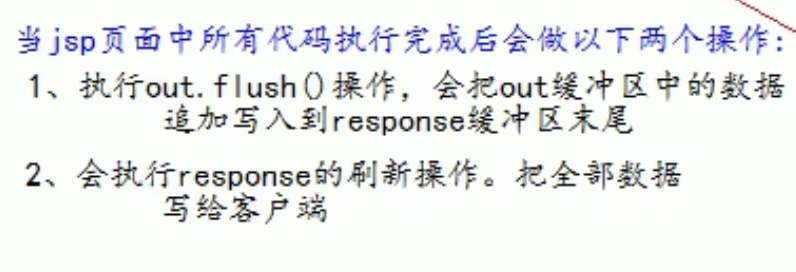 当jsp页面中所有代码执行完成后会做以下两个操作:
1、执行out.flush()操作，会把out缓冲区中的数据
追加写入到response缓冲区末尾
2、会执行response的刷新操作。把全部数据
写给客户端